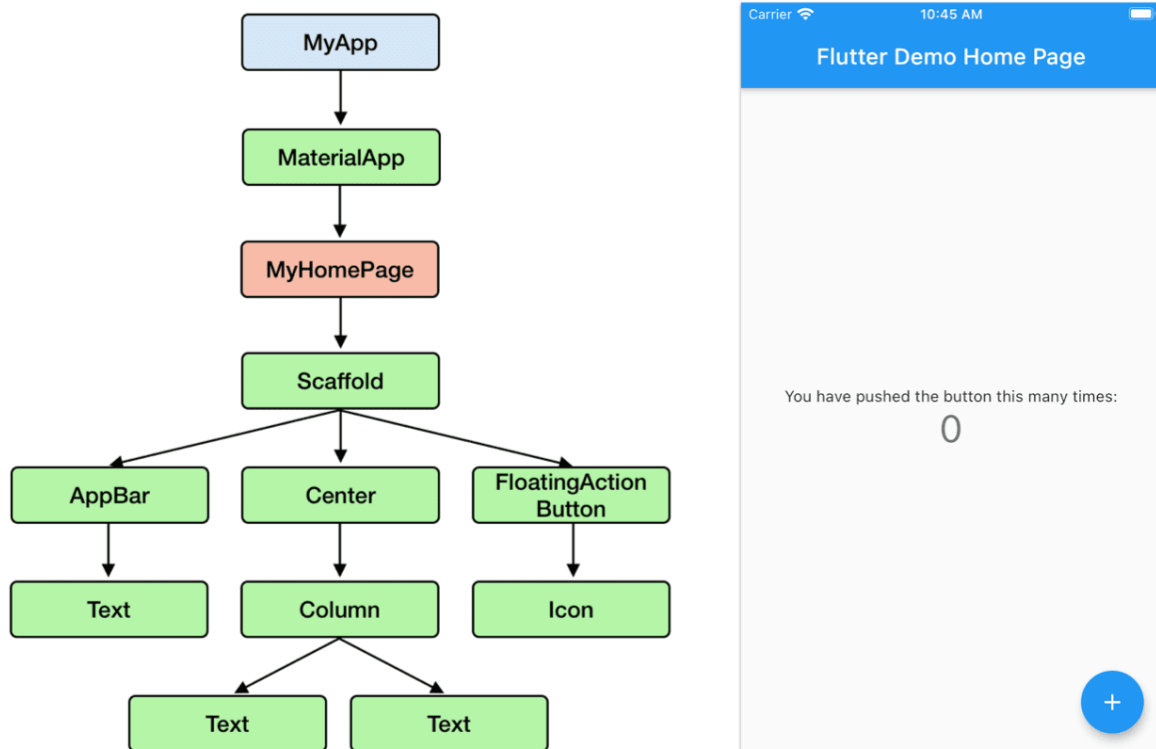 MyApp
MaterialApp
MyHomePage
Scaffold
AppBar
Center
FloatingAction
Button
Text
Column
Icon
Text
Text
Carrier
10:45 AM
Flutter Demo Home Page
You have pushed the button this many times:
0
+